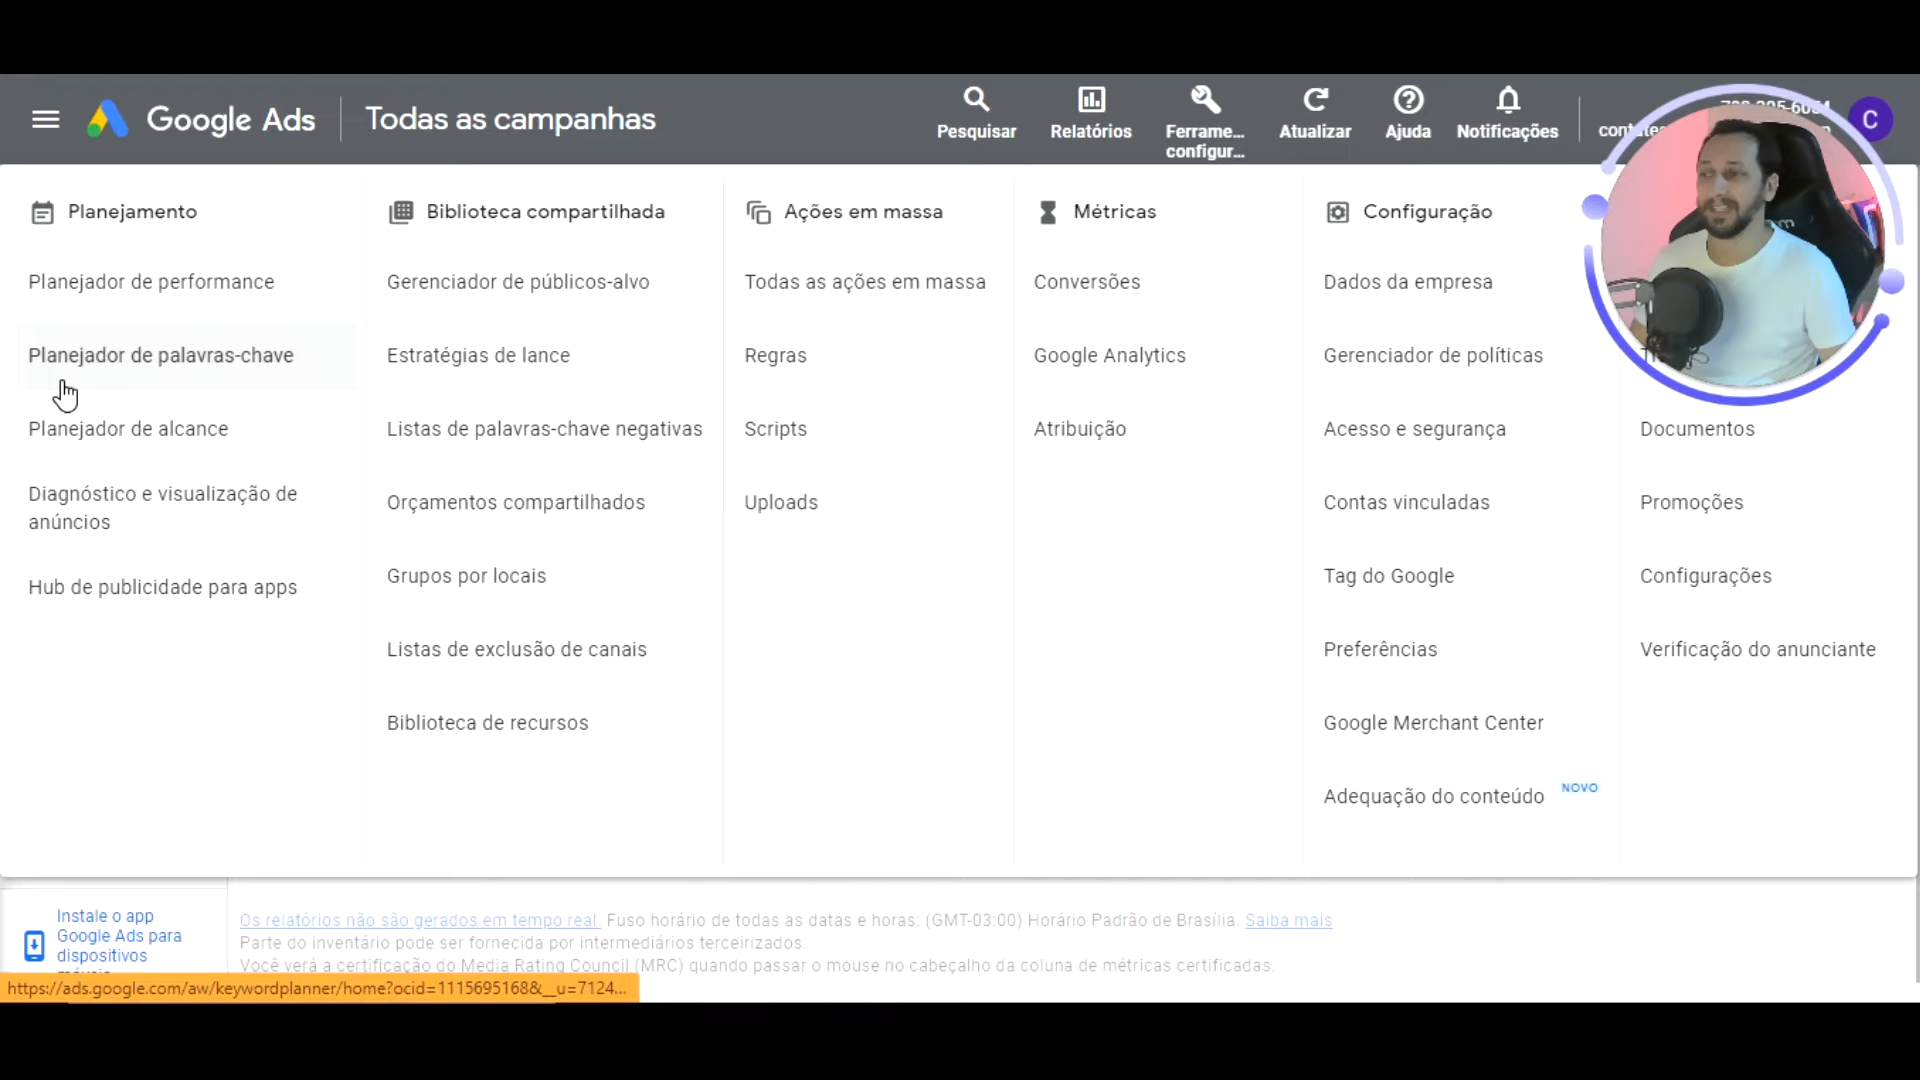 Google Ads
Todas as campanhas
Pesquisar
Relatórios
Ferrame...
configur...
Atualizar
Ajuda
Notificações
C
Planejamento
Planejador de performance
Planejador de palavras-chave
Planejador de alcance
Diagnóstico e visualização de
anúncios
Hub de publicidade para apps
Biblioteca compartilhada
Gerenciador de públicos-alvo
Estratégias de lance
Listas de palavras-chave negativas
Orçamentos compartilhados
Grupos por locais
Listas de exclusão de canais
Biblioteca de recursos
Ações em massa
Todas as ações em massa
Regras
Scripts
Uploads
Métricas
Conversões
Google Analytics
Atribuição
Configuração
Dados da empresa
Gerenciador de políticas
Acesso e segurança
Contas vinculadas
Tag do Google
Preferências
Google Merchant Center
Adequação do conteúdo NOVO
Documentos
Promoções
Configurações
Verificação do anunciante
Instale o app
Google Ads para
dispositivos
Os relatórios não são gerados em tempo real. Fuso horário de todas as datas e horas: (GMT-03:00) Horário Padrão de Brasília. Saiba mais
Parte do inventário pode ser fornecida por intermediários terceirizados.
Você verá a certificação do Media Rating Council (MRC) quando passar o mouse no cabeçalho da coluna de métricas certificadas.
https://ads.google.com/aw/keywordplanner/home?ocid=1115695168&__u=7124...